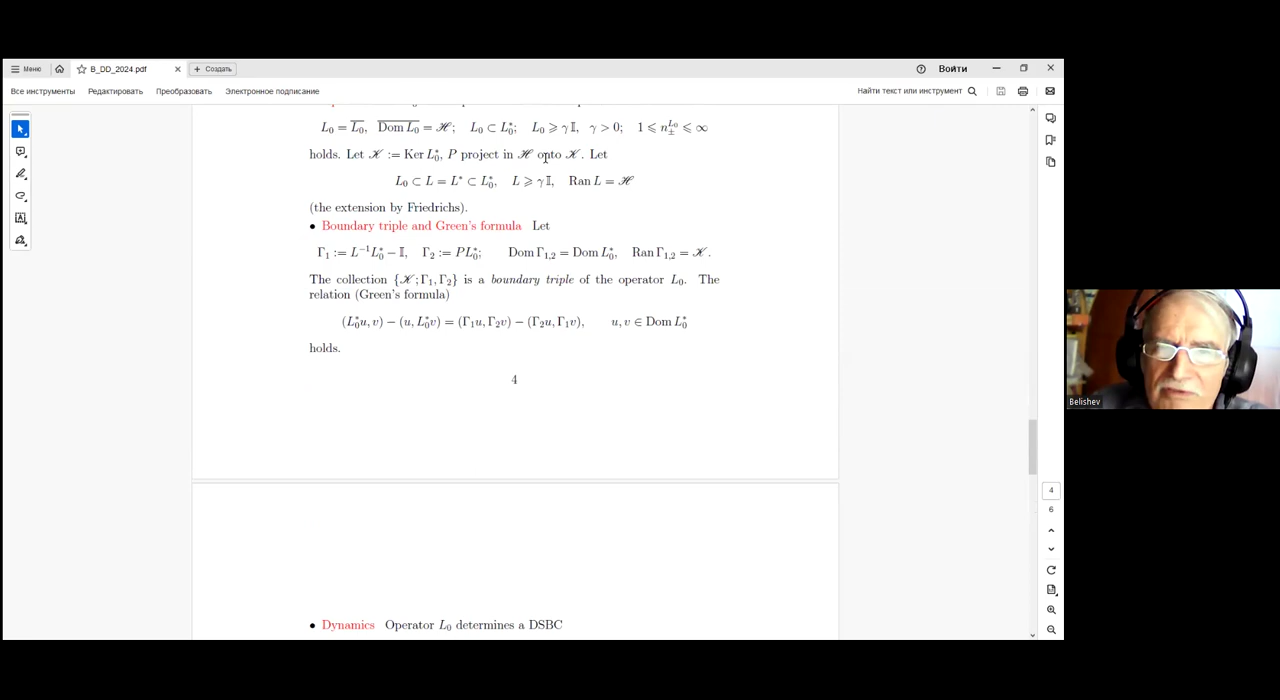 Меню B_DD_2024.pdf Создать Войти
Все инструменты Редактировать Преобразовать Электронное подписание Найти текст или инструмент
L₀ = \overline{L₀}, \overline{Dom L₀} = ℋ; L₀ ⊂ L₀*; L₀ ⩾ γ 𝕀, γ > 0; 1 ⩽ n_±^{L₀} ⩽ ∞
holds. Let 𝒦 := Ker L₀*, P project in ℋ onto 𝒦. Let
L₀ ⊂ L = L* ⊂ L₀*, L ⩾ γ 𝕀, Ran L = ℋ
(the extension by Friedrichs).
• Boundary triple and Green's formula Let
Γ₁ := L⁻¹L₀* − 𝕀, Γ₂ := PL₀*; Dom Γ₁,₂ = Dom L₀*, Ran Γ₁,₂ = 𝒦.
The collection {𝒦; Γ₁, Γ₂} is a boundary triple of the operator L₀. The
relation (Green's formula)
(L₀*u, v) − (u, L₀*v) = (Γ₁u, Γ₂v) − (Γ₂u, Γ₁v), u, v ∈ Dom L₀*
holds.
4
• Dynamics Operator L₀ determines a DSBC
4
6
Belishev